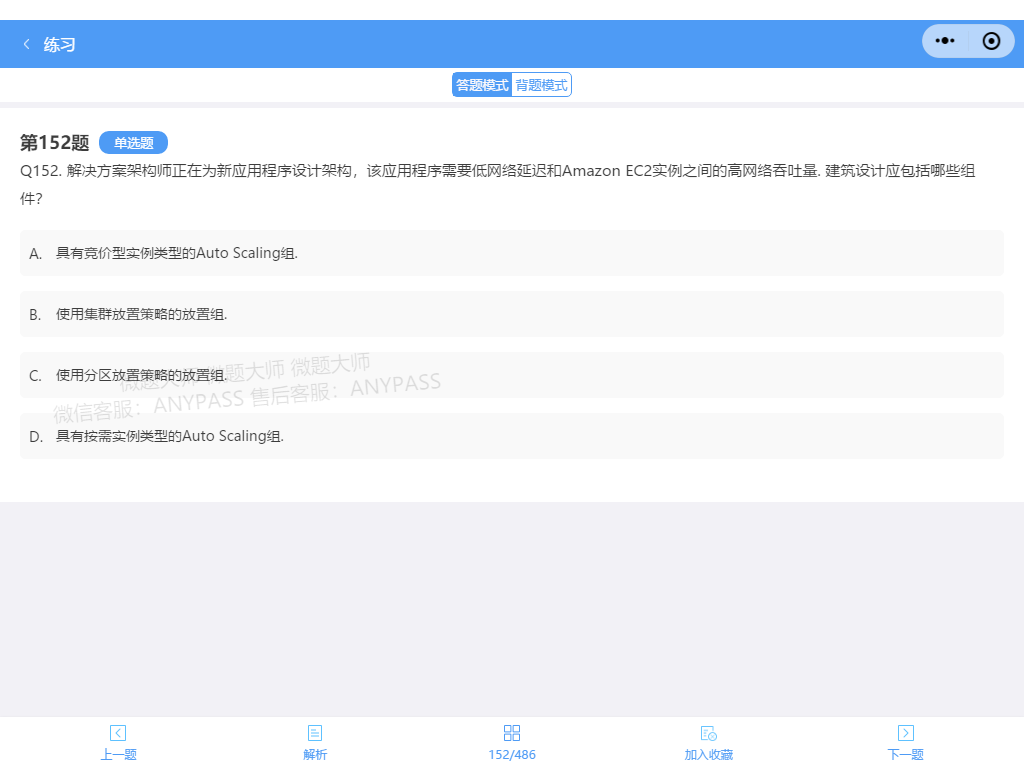 练习
答题模式 背题模式
第152题 单选题
Q152. 解决方案架构师正在为新应用程序设计架构，该应用程序需要低网络延迟和Amazon EC2实例之间的高网络吞吐量. 建筑设计应包括哪些组
件?
A. 具有竞价型实例类型的Auto Scaling组.
B. 使用集群放置策略的放置组.
C. 使用分区放置策略的放置组.
微题大师 微题大师 微题大师
微信客服：ANYPASS 售后客服：ANYPASS
D. 具有按需实例类型的Auto Scaling组.
上一题 解析 152/486 加入收藏 下一题